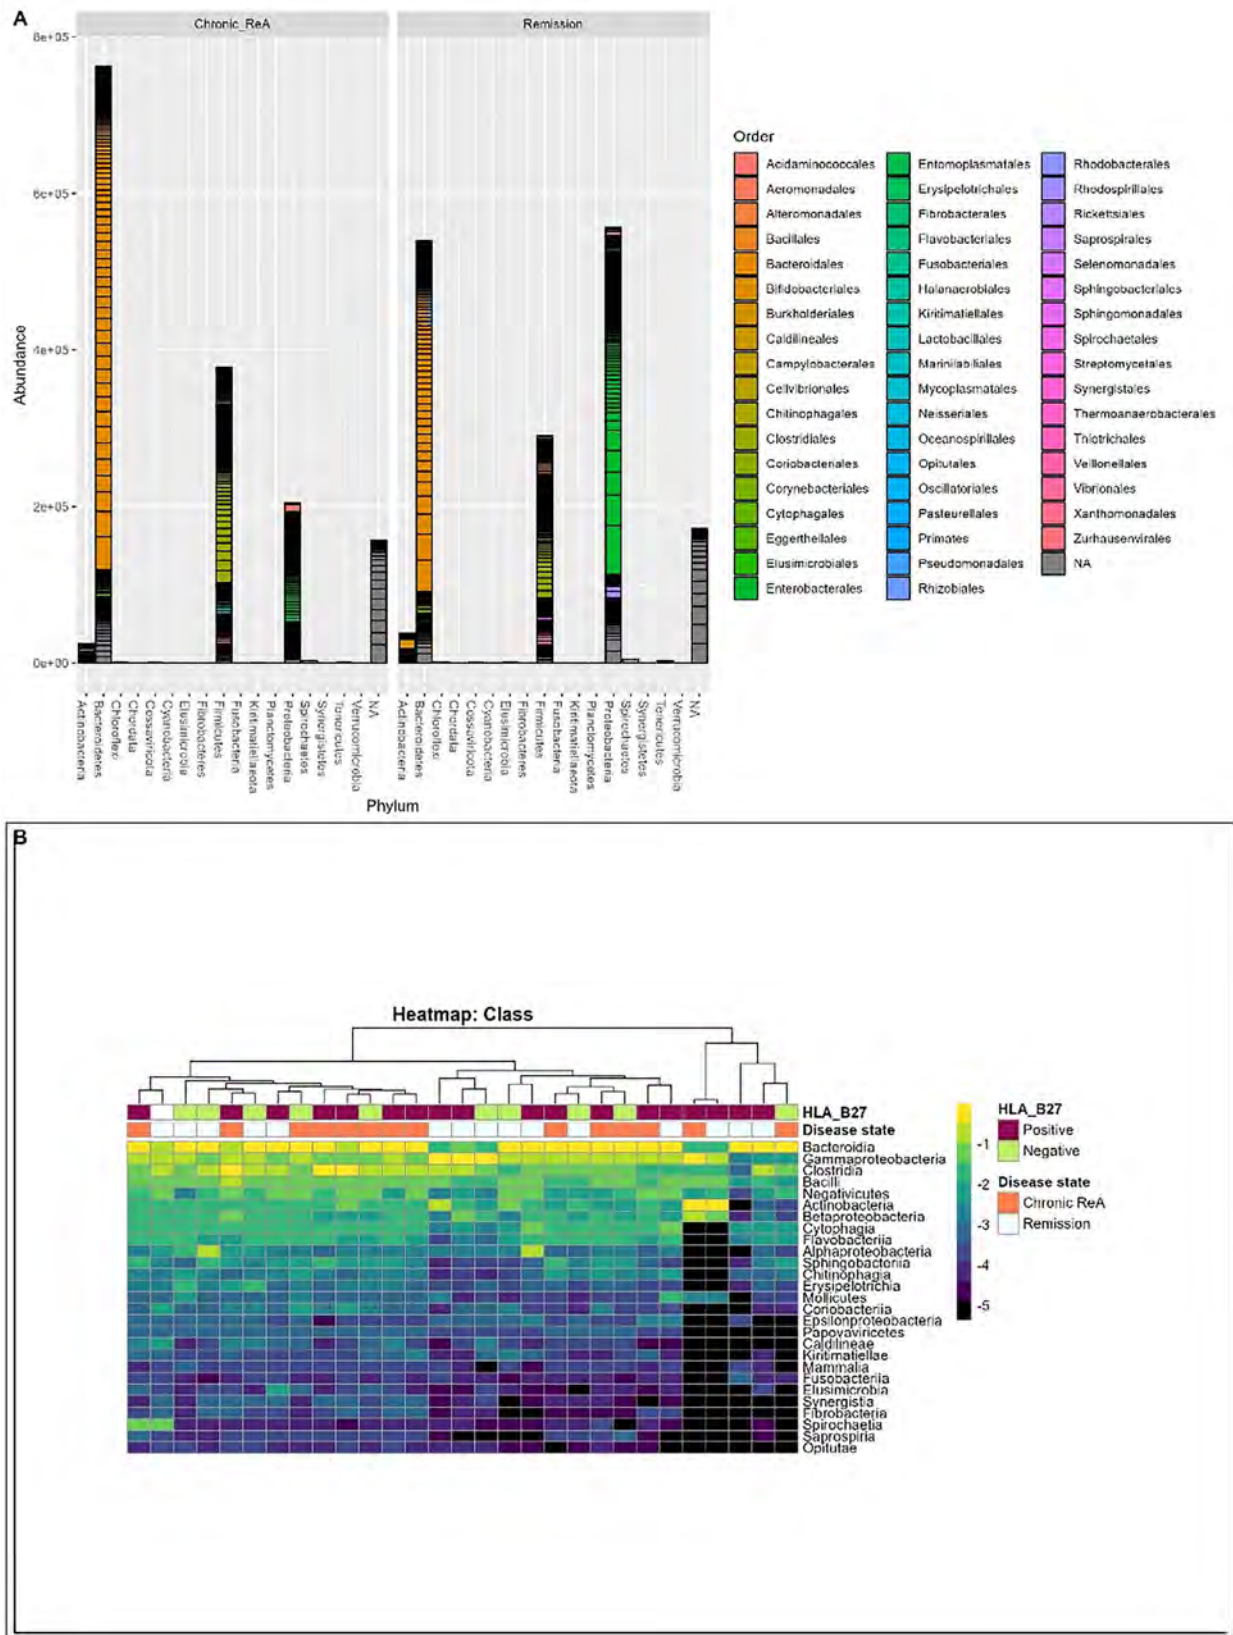 A
Chronic_ReA
Remission
8e+05
6e+05
4e+05
2e+05
0e+00
Abundance
Actinobacteria
Bacteroidetes
Chloroflexi
Chordata
Cossaviricota
Cyanobacteria
Elusimicrobia
Fibrobacteres
Firmicutes
Fusobacteria
Kiritimatiellaeota
Planctomycetes
Proteobacteria
Spirochaetes
Synergistetes
Tenericutes
Verrucomicrobia
NA
Actinobacteria
Bacteroidetes
Chloroflexi
Chordata
Cossaviricota
Cyanobacteria
Elusimicrobia
Fibrobacteres
Firmicutes
Fusobacteria
Kiritimatiellaeota
Planctomycetes
Proteobacteria
Spirochaetes
Synergistetes
Tenericutes
Verrucomicrobia
NA
Phylum
Order
Acidaminococcales
Aeromonadales
Alteromonadales
Bacillales
Bacteroidales
Bifidobacteriales
Burkholderiales
Caldilineales
Campylobacterales
Cellvibrionales
Chitinophagales
Clostridiales
Coriobacteriales
Corynebacteriales
Cytophagales
Eggerthellales
Elusimicrobiales
Enterobacterales
Entomoplasmatales
Erysipelotrichales
Fibrobacterales
Flavobacteriales
Fusobacteriales
Halanaerobiales
Kiritimatiellales
Lactobacillales
Marinilabiliales
Mycoplasmatales
Neisseriales
Oceanospirillales
Opitutales
Oscillatoriales
Pasteurellales
Primates
Pseudomonadales
Rhizobiales
Rhodobacterales
Rhodospirillales
Rickettsiales
Saprospirales
Selenomonadales
Sphingobacteriales
Sphingomonadales
Spirochaetales
Streptomycetales
Synergistales
Thermoanaerobacterales
Thiotrichales
Veillonellales
Vibrionales
Xanthomonadales
Zurhausenvirales
NA
B
Heatmap: Class
HLA_B27
Disease state
Bacteroidia
Gammaproteobacteria
Clostridia
Bacilli
Negativicutes
Actinobacteria
Betaproteobacteria
Cytophagia
Flavobacteriia
Alphaproteobacteria
Sphingobacteriia
Chitinophagia
Erysipelotrichia
Mollicutes
Coriobacteriia
Epsilonproteobacteria
Papovaviricetes
Caldilineae
Kiritimatiellae
Mammalia
Fusobacteriia
Elusimicrobia
Synergistia
Fibrobacteria
Spirochaetia
Saprospiria
Opitutae
-1
-2
-3
-4
-5
HLA_B27
Positive
Negative
Disease state
Chronic ReA
Remission